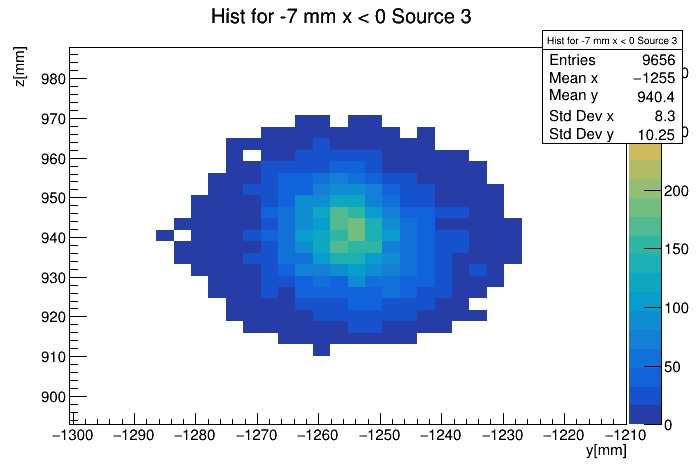 Hist for -7 mm x < 0 Source 3
z[mm]
Hist for -7 mm x < 0 Source 3
Entries 9656
Mean x −1255
Mean y 940.4
Std Dev x 8.3
Std Dev y 10.25
980
970
960
950
940
930
920
910
900
−1300 −1290 −1280 −1270 −1260 −1250 −1240 −1230 −1220 −1210
y[mm]
200
150
100
50
0